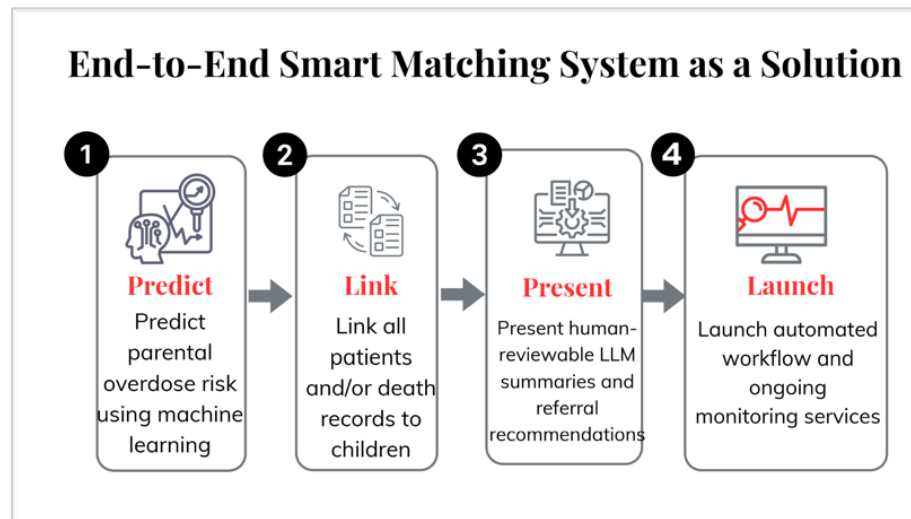 End-to-End Smart Matching System as a Solution
1
Predict
Predict
parental
overdose risk
using machine
learning
2
Link
Link all
patients
and/or death
records to
children
3
Present
Present human-
reviewable LLM
summaries and
referral
recommendations
4
Launch
Launch automated
workflow and
ongoing
monitoring services